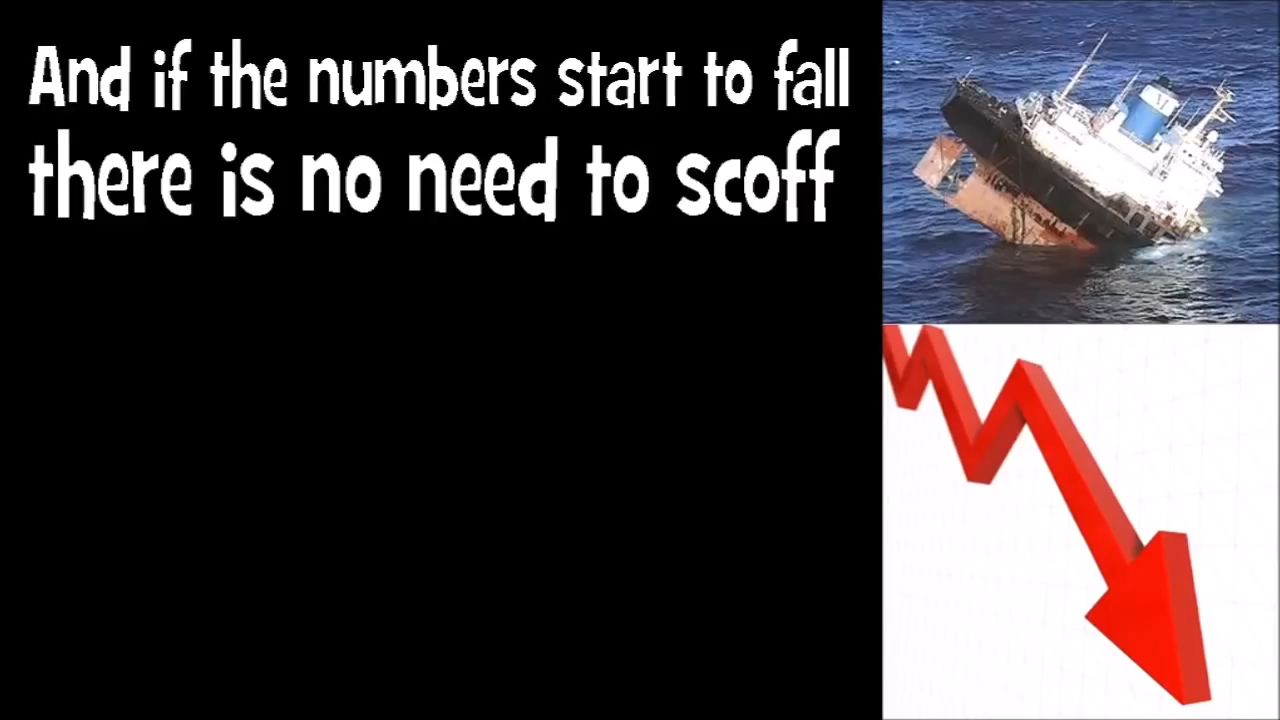 And if the numbers start to fall
there is no need to scoff